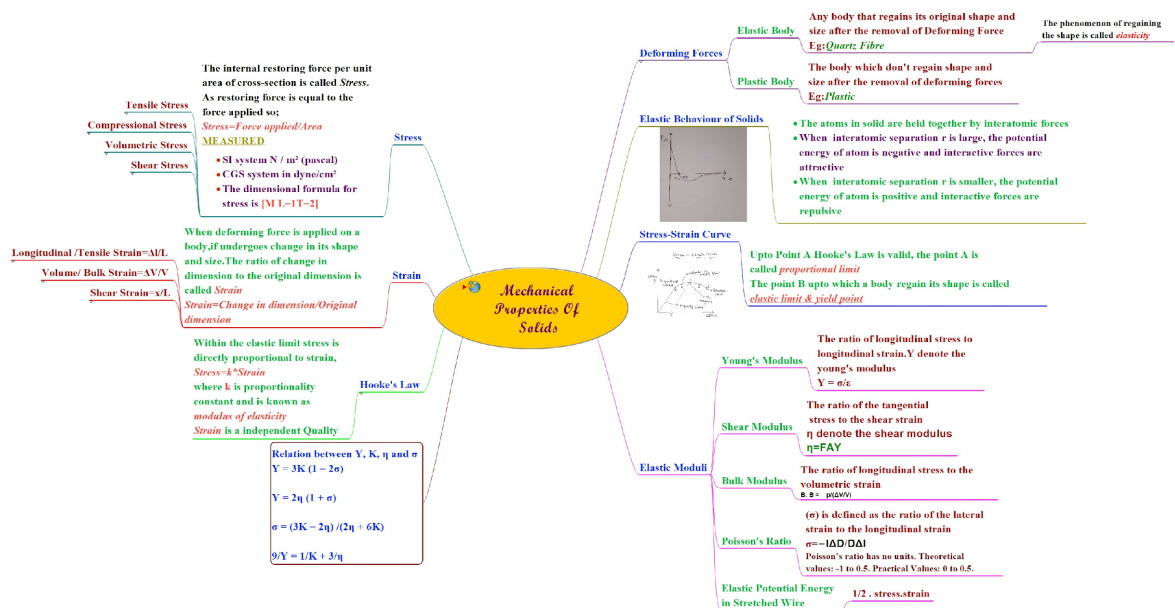 Mechanical
Properties Of
Solids
Deforming Forces
Elastic Body
Any body that regains its original shape and
size after the removal of Deforming Force
Eg:Quartz Fibre
The phenomenon of regaining
the shape is called elasticity
Plastic Body
The body which don't regain shape and
size after the removal of deforming forces
Eg:Plastic
Elastic Behaviour of Solids
• The atoms in solid are held together by interatomic forces
• When interatomic separation r is large, the potential
energy of atom is negative and interactive forces are
attractive
• When interatomic separation r is smaller, the potential
energy of atom is positive and interactive forces are
repulsive
Stress-Strain Curve
Upto Point A Hooke's Law is valid, the point A is
called proportional limit
The point B upto which a body regain its shape is called
elastic limit & yield point
Elastic Moduli
Young's Modulus
The ratio of longitudinal stress to
longitudinal strain.Y denote the
young's modulus
Y = σ/ε
Shear Modulus
The ratio of the tangential
stress to the shear strain
η denote the shear modulus
η=FAY
Bulk Modulus
The ratio of longitudinal stress to the
volumetric strain
B. B = p/(ΔV/V)
Poisson's Ratio
(σ) is defined as the ratio of the lateral
strain to the longitudinal strain
σ=−lΔD/DΔl
Poisson's ratio has no units. Theoretical
values: -1 to 0.5. Practical Values: 0 to 0.5.
Elastic Potential Energy
in Stretched Wire
1/2 . stress.strain
Stress
The internal restoring force per unit
area of cross-section is called Stress.
As restoring force is equal to the
force applied so;
Stress=Force applied/Area
MEASURED
• SI system N / m² (pascal)
• CGS system in dyne/cm²
• The dimensional formula for
stress is [M L−1T−2]
Tensile Stress
Compressional Stress
Volumetric Stress
Shear Stress
Strain
When deforming force is applied on a
body,if undergoes change in its shape
and size.The ratio of change in
dimension to the original dimension is
called Strain
Strain=Change in dimension/Original
dimension
Longitudinal /Tensile Strain=Δl/L
Volume/ Bulk Strain=ΔV/V
Shear Strain=x/L
Hooke's Law
Within the elastic limit stress is
directly proportional to strain,
Stress=k*Strain
where k is proportionality
constant and is known as
modulus of elasticity
Strain is a independent Quality
Relation between Y, K, η and σ
Y = 3K (1 − 2σ)
Y = 2η (1 + σ)
σ = (3K − 2η) /(2η + 6K)
9/Y = 1/K + 3/η